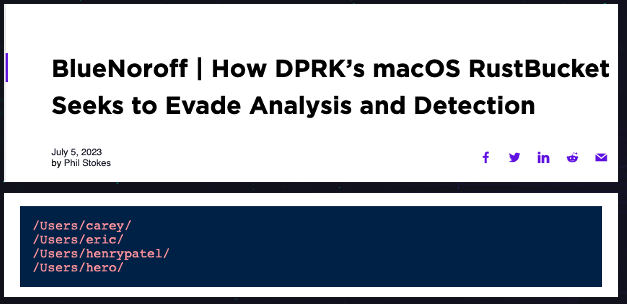 BlueNoroff | How DPRK's macOS RustBucket
Seeks to Evade Analysis and Detection
July 5, 2023
by Phil Stokes
/Users/carey/
/Users/eric/
/Users/henrypatel/
/Users/hero/